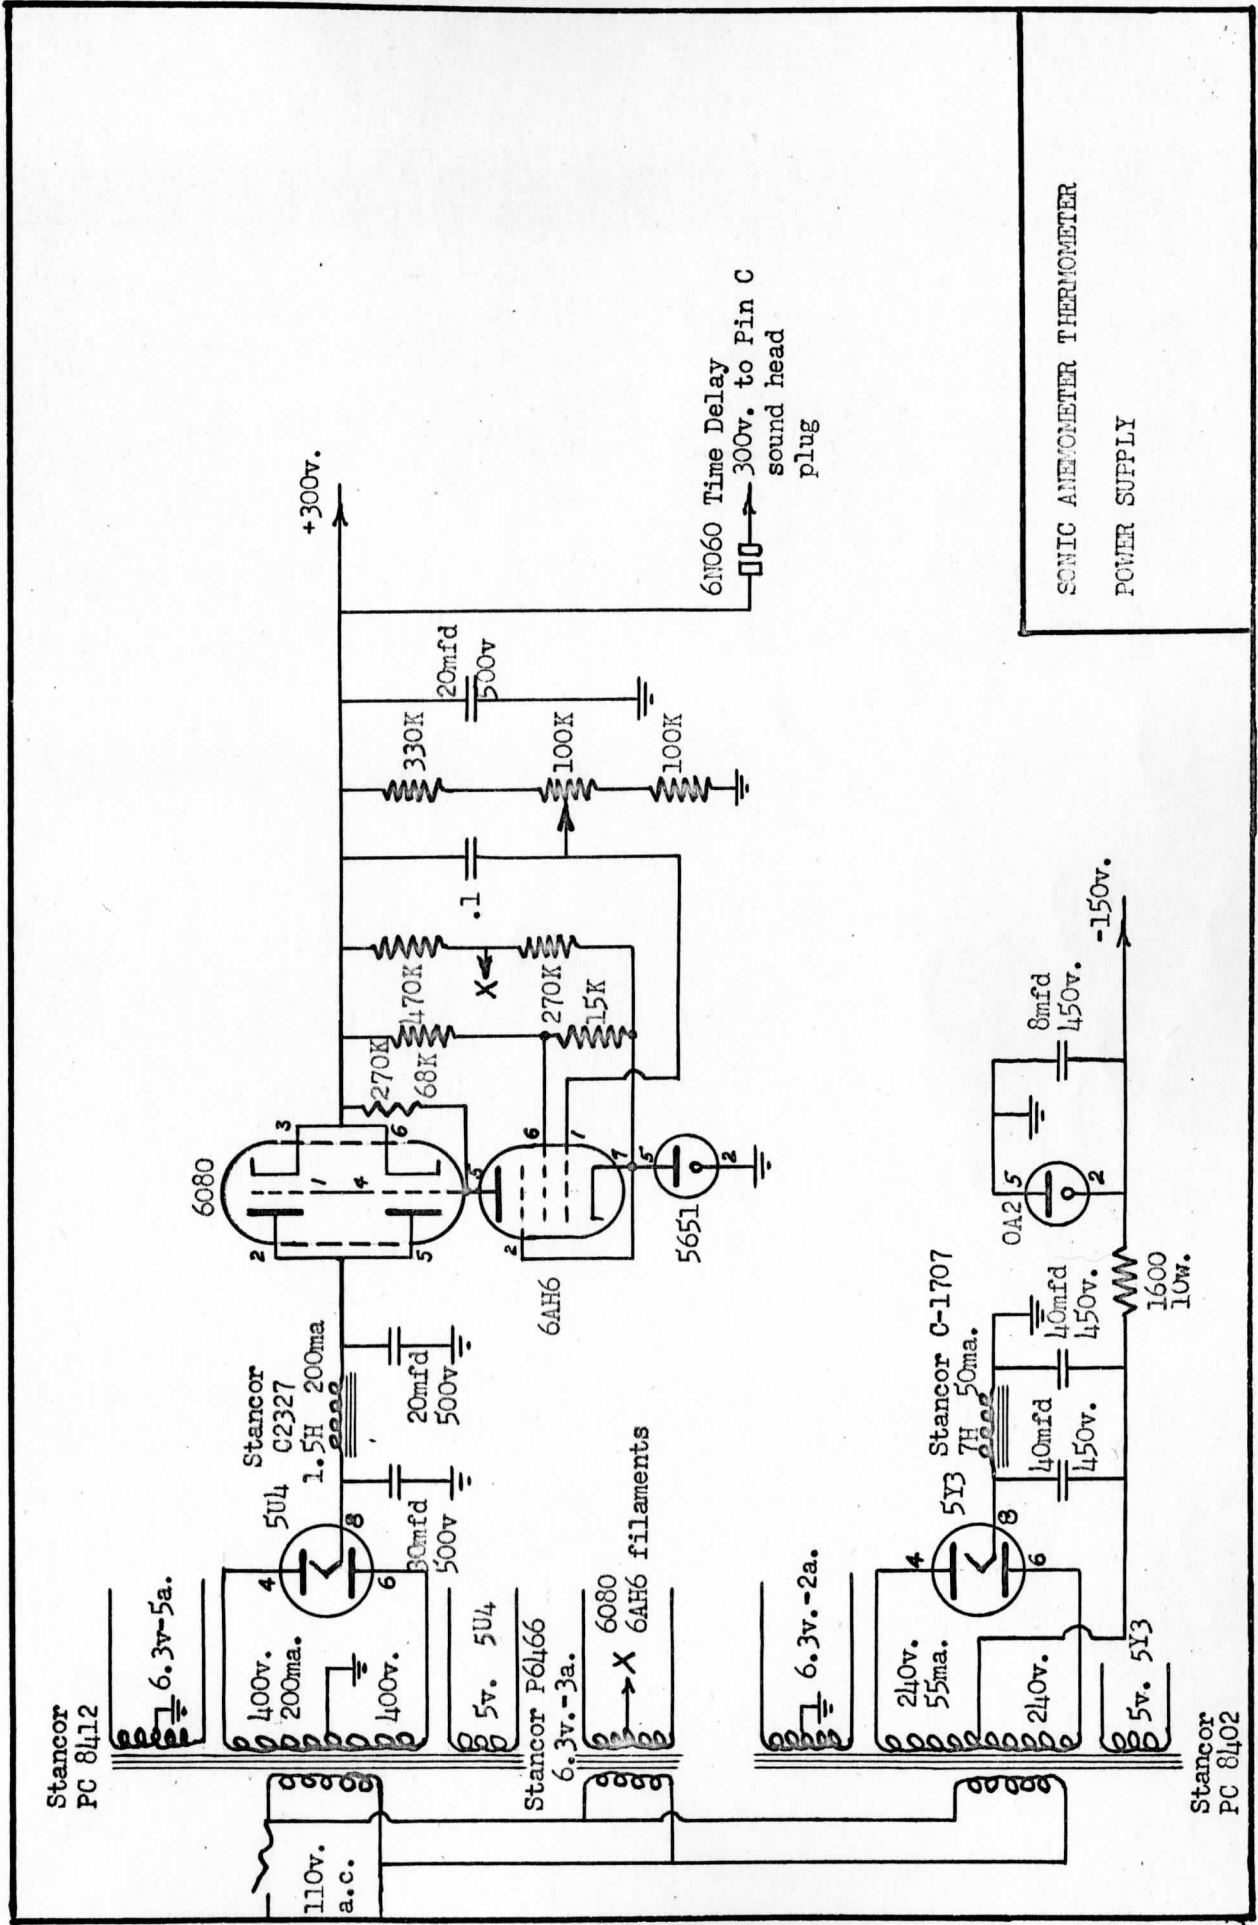 Stancor
PC 8412
6.3v-5a.
110v.
a.c.
400v.
200ma.
400v.
5v. 5U4
5U4
4
6
8
Stancor
C2327
1.5H 200ma
30mfd
500v
20mfd
500v
6080
2
5
1
4
3
6
6AH6
5
2
6
1
7
5651
5
2
270K
68K
470K
270K
15K
X
.1
330K
100K
100K
20mfd
500v
+300v.
6N060 Time Delay
300v. to Pin C
sound head
plug
Stancor P6466
6.3v.-3a.
X 6080
6AH6 filaments
6.3v.-2a.
240v.
55ma.
240v.
5v. 5Y3
Stancor
PC 8402
5Y3
4
6
8
Stancor C-1707
7H 50ma.
40mfd
450v.
40mfd
450v.
1600
10w.
OA2
5
2
8mfd
450v.
-150v.
SONIC ANEMOMETER THERMOMETER
POWER SUPPLY